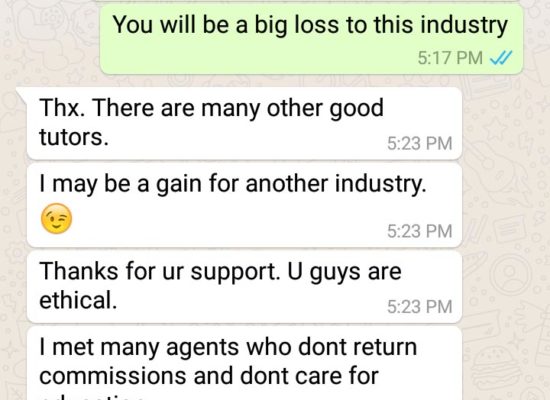 You will be a big loss to this industry
5:17 PM
Thx. There are many other good
tutors.
5:23 PM
I may be a gain for another industry.
😉
5:23 PM
Thanks for ur support. U guys are
ethical.
5:23 PM
I met many agents who dont return
commissions and dont care for